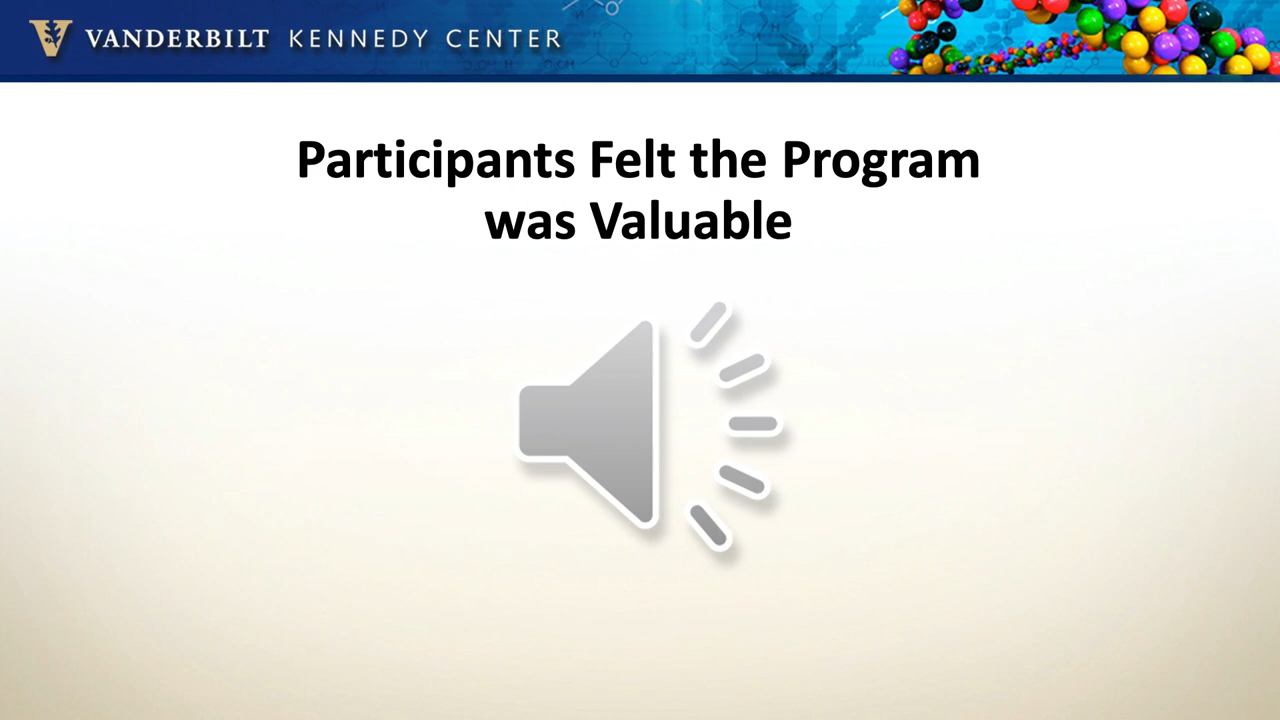 VANDERBILT KENNEDY CENTER
Participants Felt the Program
was Valuable